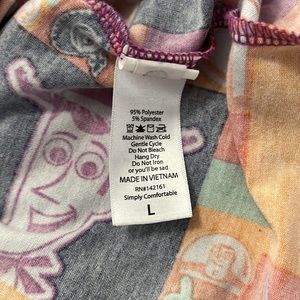 95% Polyester
5% Spandex
Machine Wash Cold
Gentle Cycle
Do Not Bleach
Hang Dry
Do Not Iron
or you'll be sad
MADE IN VIETNAM
RN#142161
Simply Comfortable
L